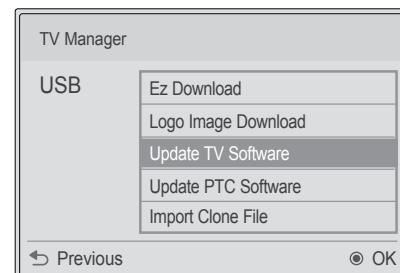 TV Manager
USB
Ez Download
Logo Image Download
Update TV Software
Update PTC Software
Import Clone File
Previous
OK